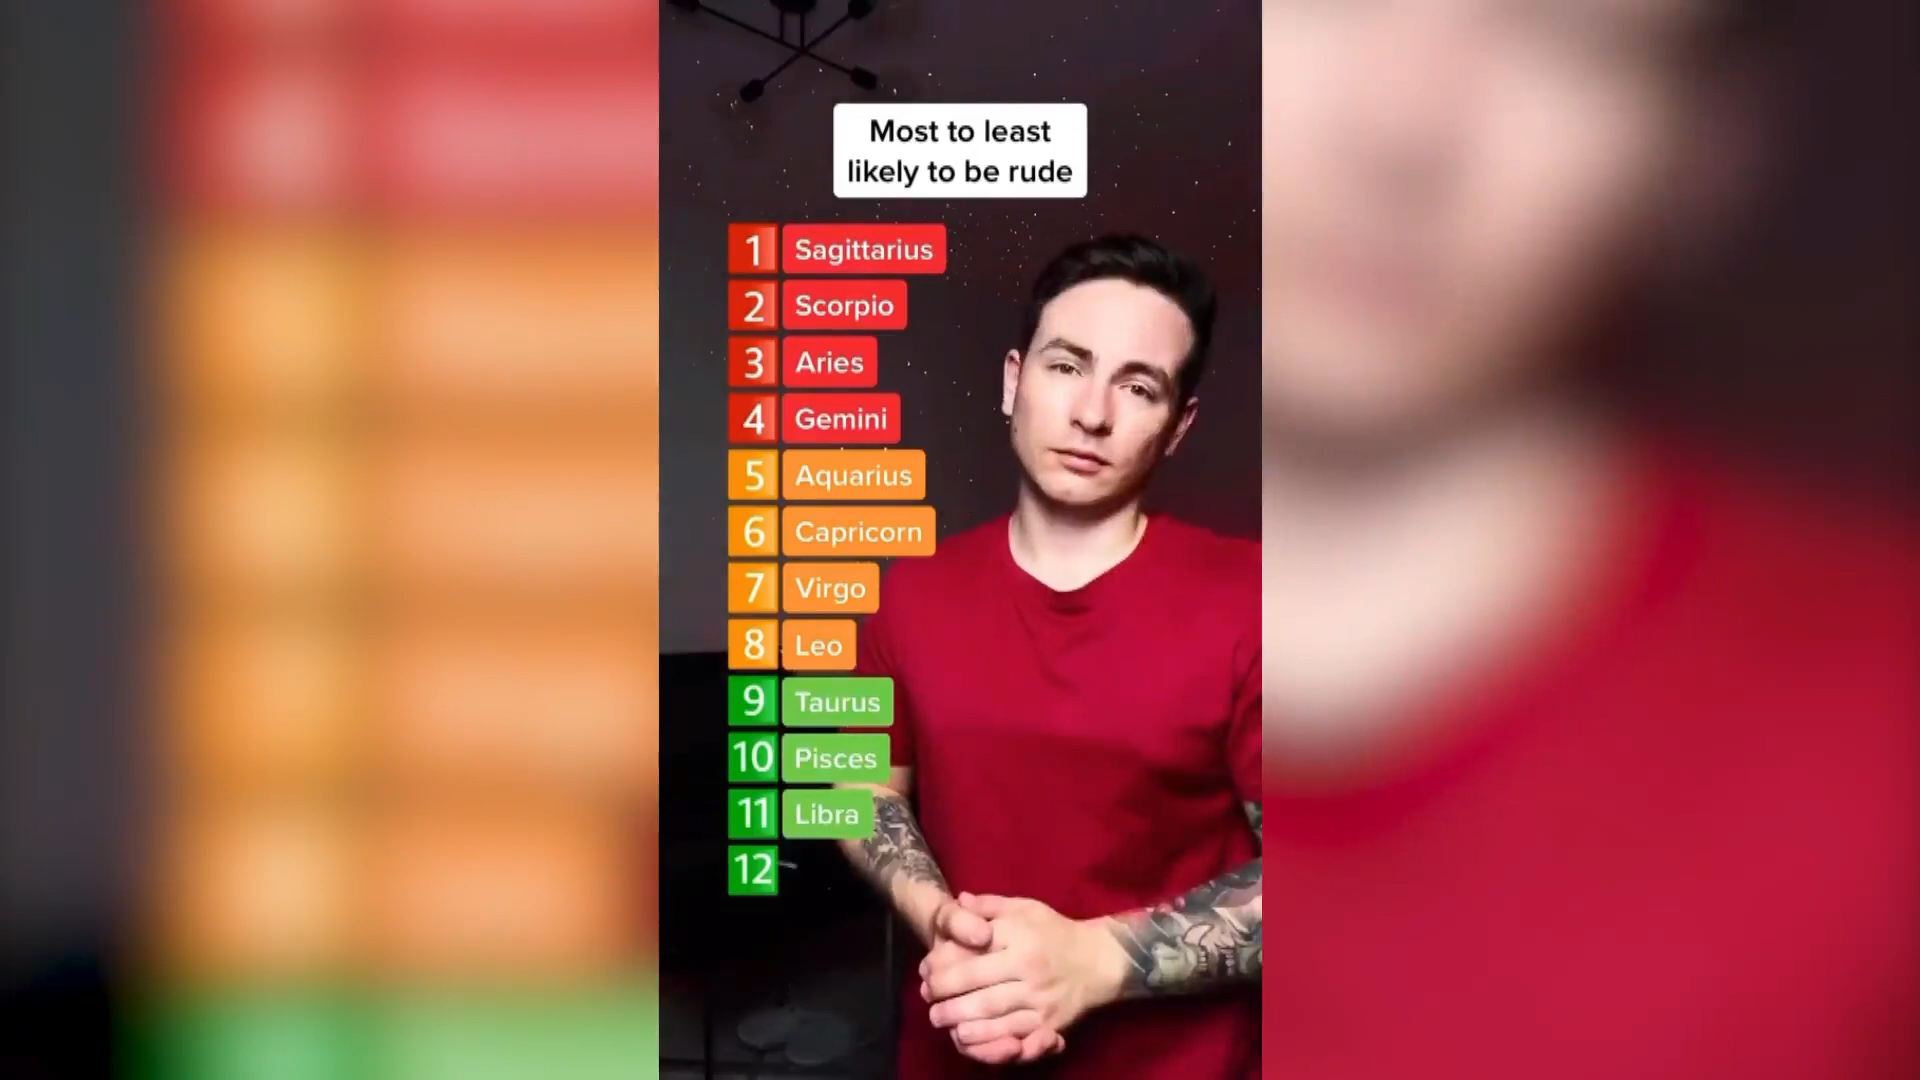 Most to least
likely to be rude
1 Sagittarius
2 Scorpio
3 Aries
4 Gemini
5 Aquarius
6 Capricorn
7 Virgo
8 Leo
9 Taurus
10 Pisces
11 Libra
12